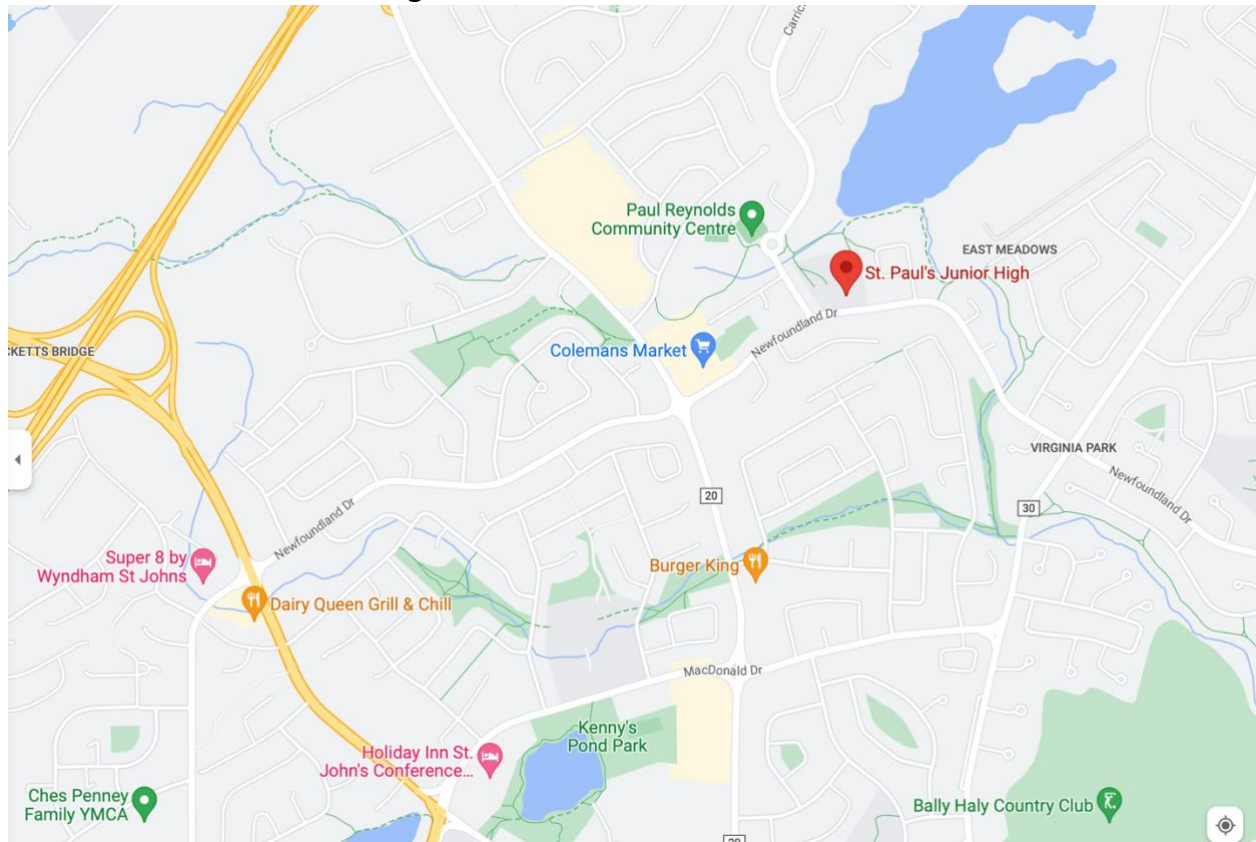 Carric
Paul Reynolds
Community Centre
EAST MEADOWS
St. Paul's Junior High
Newfoundland Dr
Colemans Market
CKETTS BRIDGE
VIRGINIA PARK
Newfoundland Dr
20
30
Newfoundland Dr
Super 8 by
Wyndham St Johns
Burger King
Dairy Queen Grill & Chill
MacDonald Dr
Kenny's
Pond Park
Holiday Inn St.
John's Conference...
Ches Penney
Family YMCA
Bally Haly Country Club
20